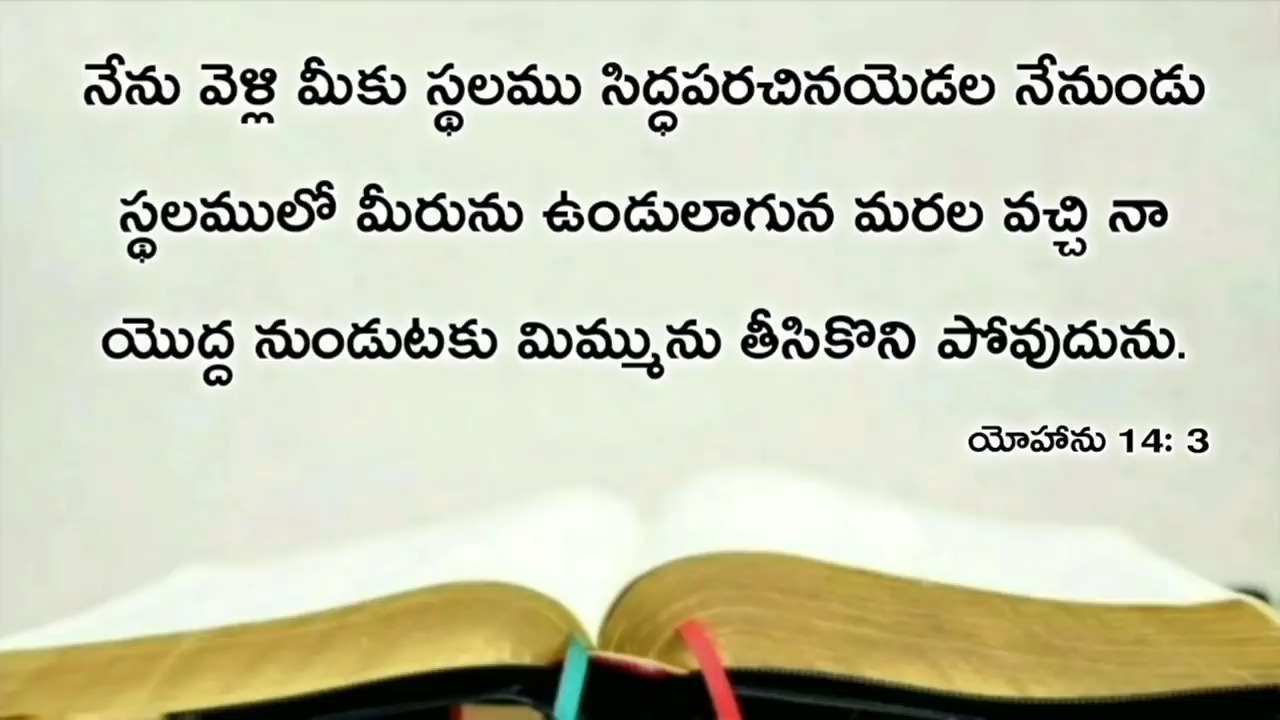 నేను వెళ్లి మీకు స్థలము సిద్ధపరచినయెడల నేనుండు
స్థలములో మీరును ఉండులాగున మరల వచ్చి నా
యొద్ద నుండుటకు మిమ్మును తీసికొని పోవుదును.
యోహాను 14: 3